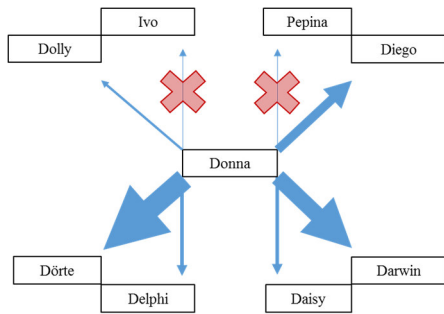 Ivo
Pepina
Dolly
Diego
Donna
Dörte
Darwin
Delphi
Daisy